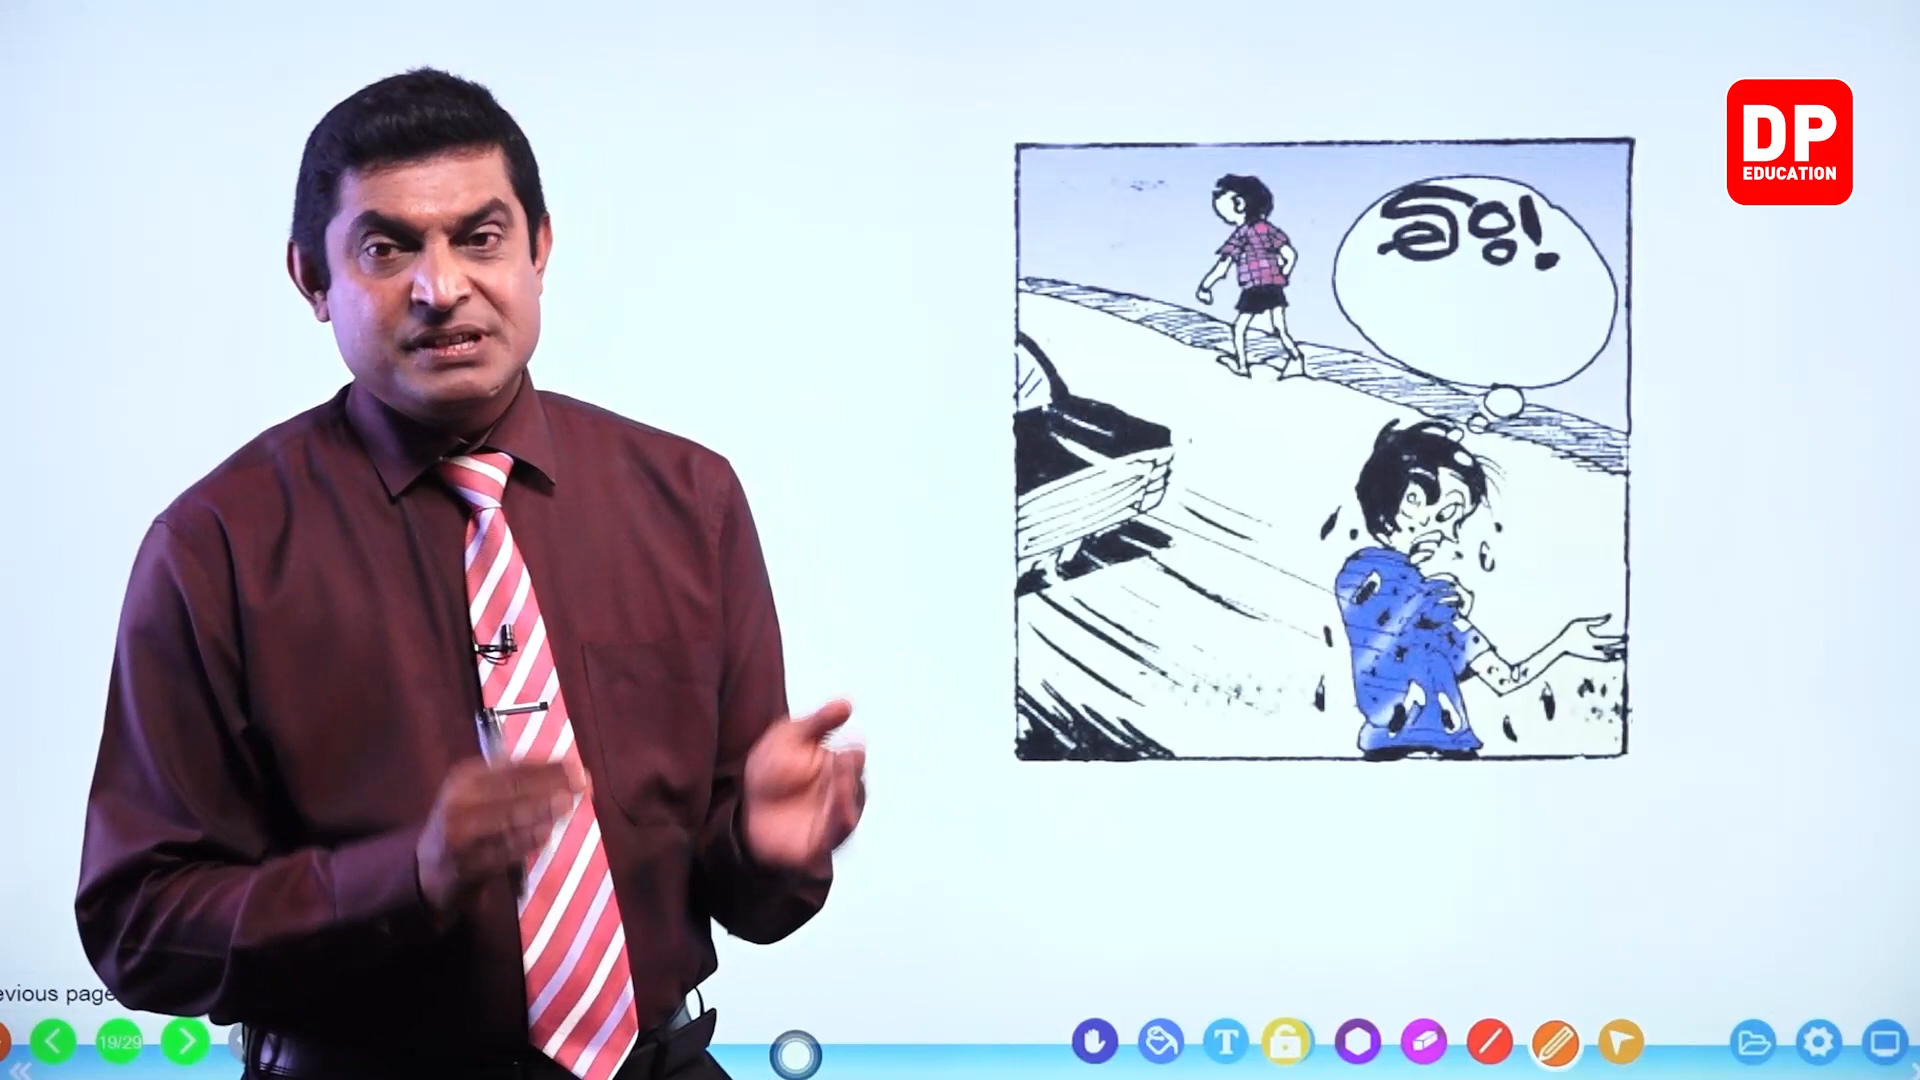 DP
EDUCATION
ඊඃ!
evious page
19/29
T